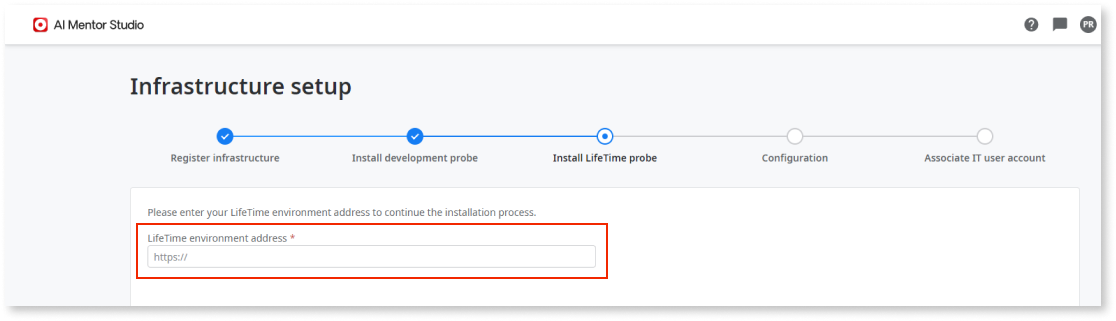 AI Mentor Studio
?
PR
Infrastructure setup
Register infrastructure
Install development probe
Install LifeTime probe
Configuration
Associate IT user account
Please enter your LifeTime environment address to continue the installation process.
LifeTime environment address *
https://